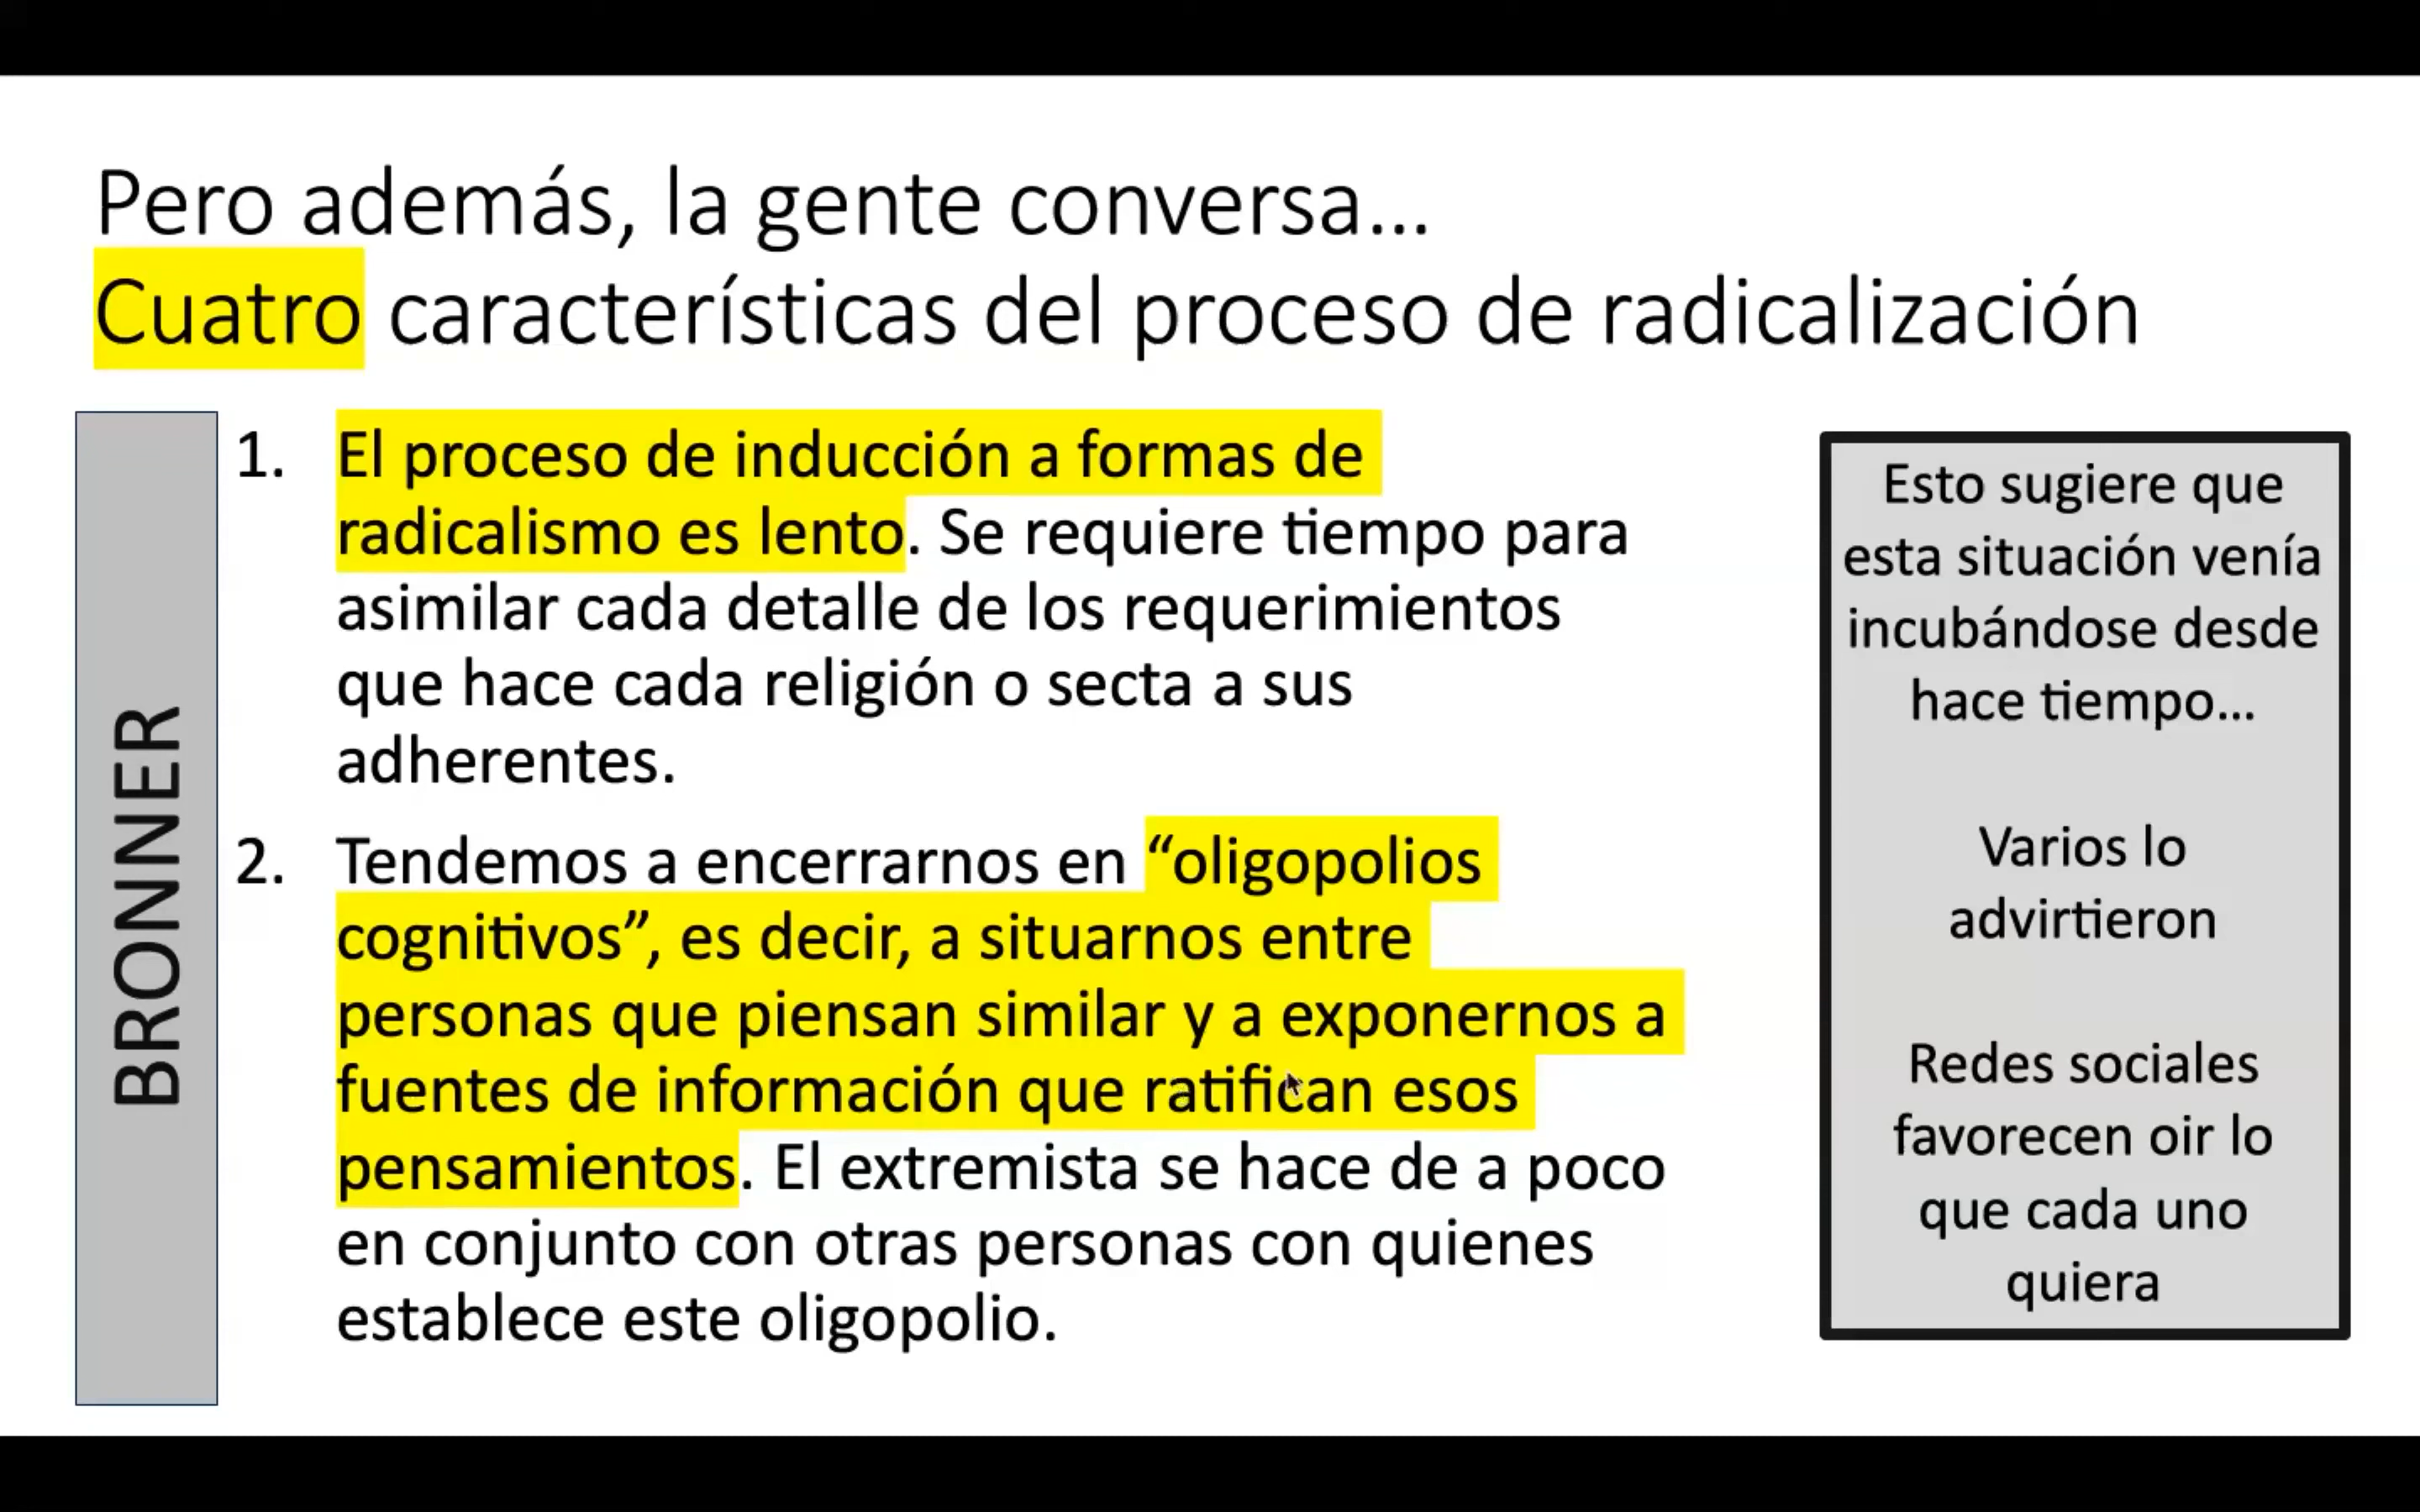 Pero además, la gente conversa...
Cuatro características del proceso de radicalización
BRONNER
1. El proceso de inducción a formas de
radicalismo es lento. Se requiere tiempo para
asimilar cada detalle de los requerimientos
que hace cada religión o secta a sus
adherentes.
2. Tendemos a encerrarnos en “oligopolios
cognitivos”, es decir, a situarnos entre
personas que piensan similar y a exponernos a
fuentes de información que ratifican esos
pensamientos. El extremista se hace de a poco
en conjunto con otras personas con quienes
establece este oligopolio.
Esto sugiere que
esta situación venía
incubándose desde
hace tiempo...
Varios lo
advirtieron
Redes sociales
favorecen oir lo
que cada uno
quiera